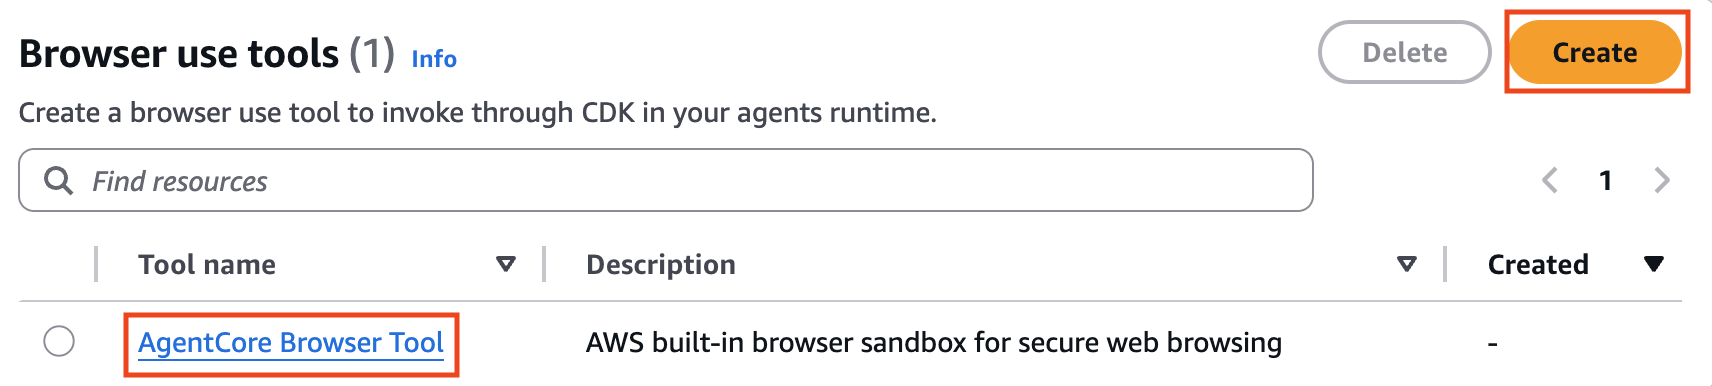 Browser use tools (1) Info Delete Create
Create a browser use tool to invoke through CDK in your agents runtime.
Find resources 1
Tool name Description Created
AgentCore Browser Tool AWS built-in browser sandbox for secure web browsing -